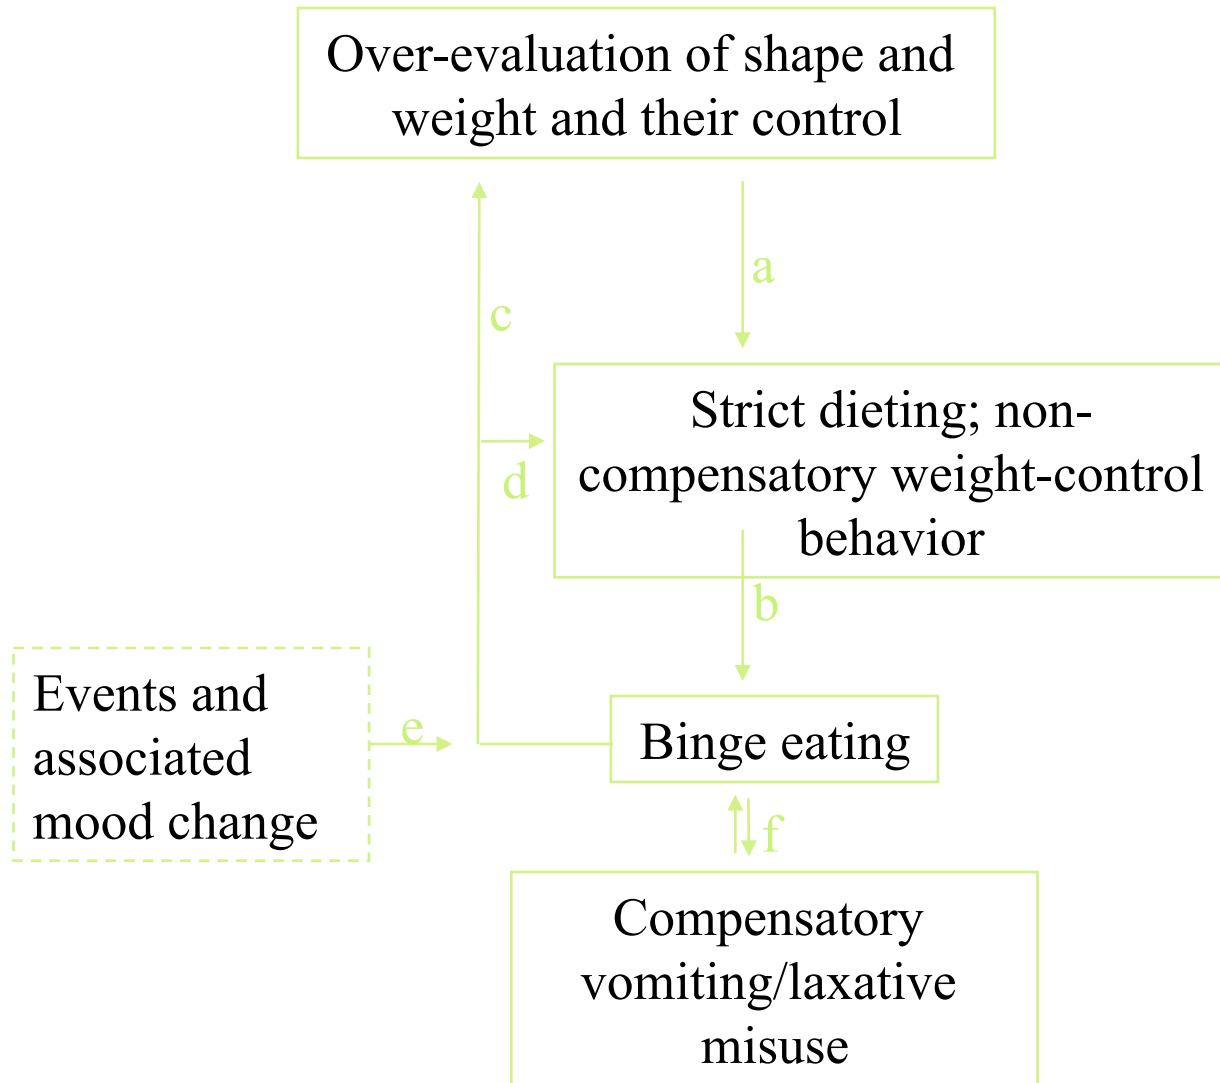 Over-evaluation of shape and
weight and their control
a
c
Strict dieting; non-
compensatory weight-control
behavior
d
b
Events and
associated
mood change
e
Binge eating
f
Compensatory
vomiting/laxative
misuse